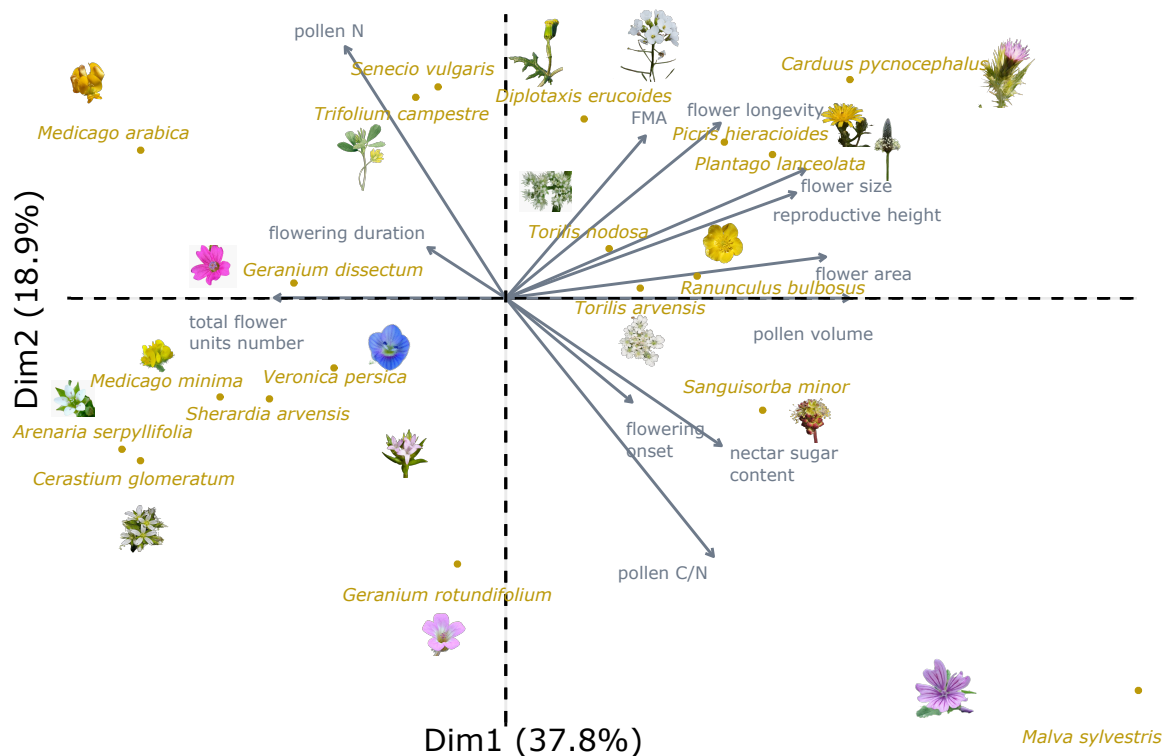 pollen N
Senecio vulgaris
Carduus pycnocephalus
Diplotaxis erucoides
Trifolium campestre
flower longevity
FMA
Medicago arabica
Picris hieracioides
Plantago lanceolata
flower size
reproductive height
flowering duration
Torilis nodosa
Geranium dissectum
flower area
Ranunculus bulbosus
Torilis arvensis
total flower
units number
pollen volume
Dim2 (18.9%)
Medicago minima
Veronica persica
Sanguisorba minor
Sherardia arvensis
Arenaria serpyllifolia
flowering
onset
nectar sugar
content
Cerastium glomeratum
pollen C/N
Geranium rotundifolium
Dim1 (37.8%)
Malva sylvestris